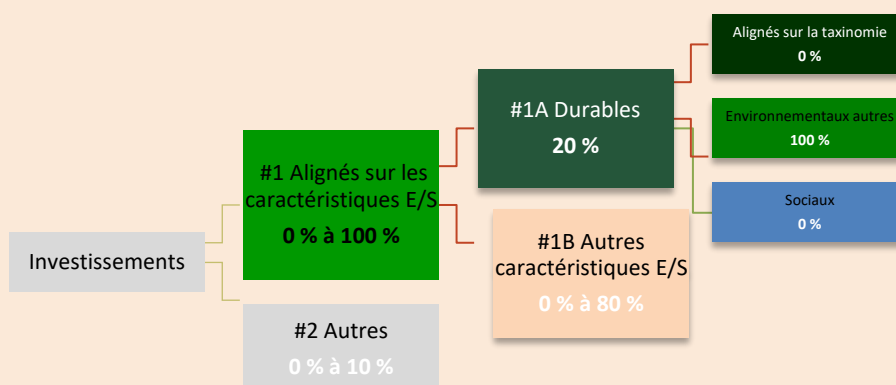 Investissements
#1 Alignés sur les
caractéristiques E/S
0 % à 100 %
#2 Autres
0 % à 10 %
#1A Durables
20 %
#1B Autres
caractéristiques E/S
0 % à 80 %
Alignés sur la taxinomie
0 %
Environnementaux autres
100 %
Sociaux
0 %